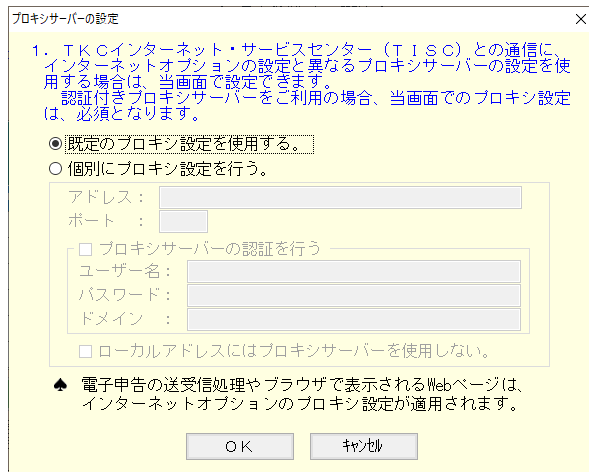 プロキシサーバーの設定
１．ＴＫＣインターネット・サービスセンター（ＴＩＳＣ）との通信に、
インターネットオプションの設定と異なるプロキシサーバーの設定を使
用する場合は、当画面で設定できます。
認証付きプロキシサーバーをご利用の場合、当画面でのプロキシ設定
は、必須となります。
既定のプロキシ設定を使用する。
個別にプロキシ設定を行う。
アドレス：
ポート　：
プロキシサーバーの認証を行う
ユーザー名：
パスワード：
ドメイン　：
ローカルアドレスにはプロキシサーバーを使用しない。
♠ 電子申告の送受信処理やブラウザで表示されるWebページは、
インターネットオプションのプロキシ設定が適用されます。
ＯＫ ｷｬﾝｾﾙ